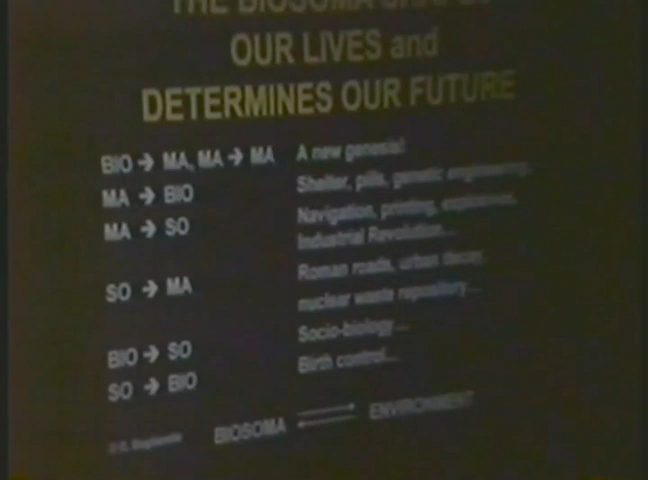 THE BIOSOMA
OUR LIVES and
DETERMINES OUR FUTURE
BIO → MA, MA → MA A new genesis!
MA → BIO Shelter, pills, genetic engineering,
MA → SO Navigation, printing, explosives,
Industrial Revolution...
SO → MA Roman roads, urban decay,
nuclear waste repository...
BIO → SO Socio-biology...
SO → BIO Birth control...
BIOSOMA ENVIRONMENT